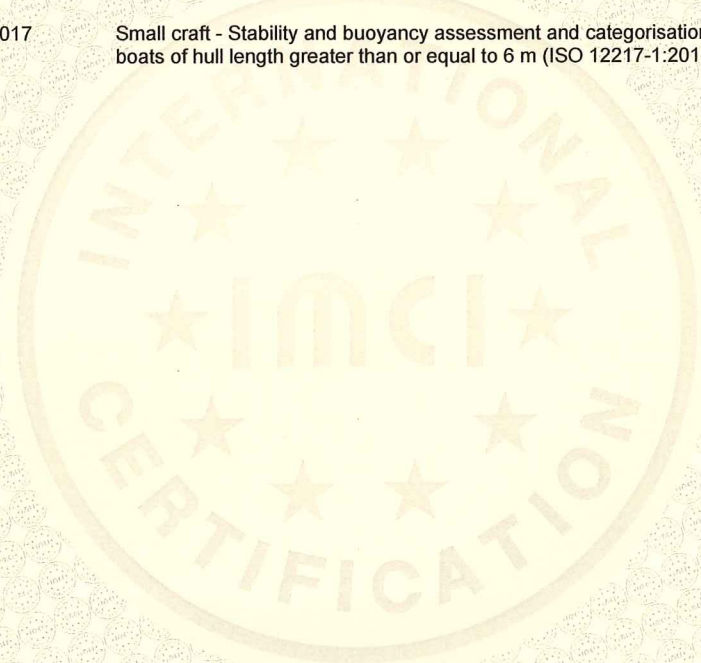 017 Small craft - Stability and buoyancy assessment and categorisation
boats of hull length greater than or equal to 6 m (ISO 12217-1:201
INTERNATIONAL
IMCI
CERTIFICATION